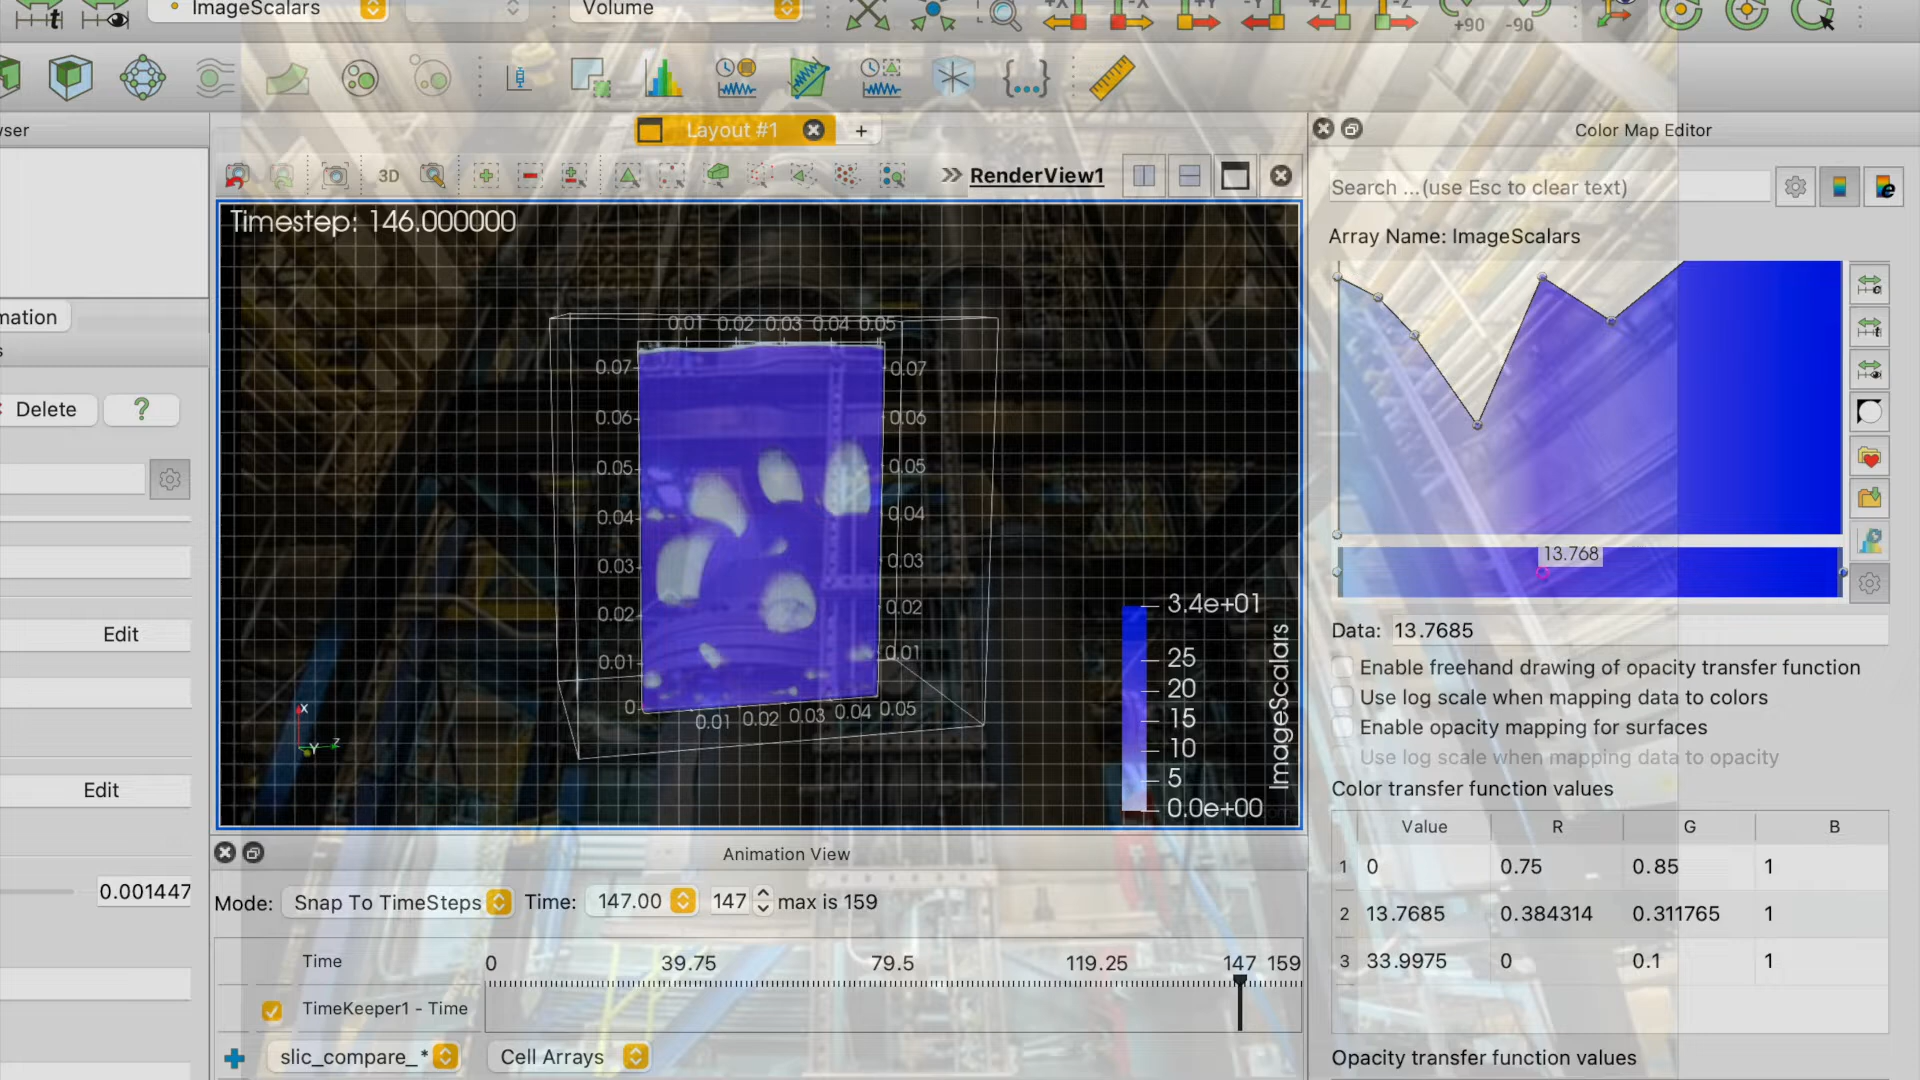 ImageScalars
Volume
+X
-X
+Y
-Y
+Z
-Z
+90
-90
wser
Layout #1
+
Color Map Editor
3D
RenderView1
Search ...(use Esc to clear text)
Timestep: 146.000000
Array Name: ImageScalars
mation
s
Delete
?
Edit
Edit
0.001447
0.01 0.02 0.03 0.04 0.05
0.07 0.07
0.06 0.06
0.05 0.05
0.04 0.04
0.03 0.03
0.02 0.02
0.01 0.01
0
0.01 0.02 0.03 0.04 0.05
X
Y
Z
3.4e+01
25
20
15
10
5
0.0e+00
ImageScalars
13.768
Data: 13.7685
Enable freehand drawing of opacity transfer function
Use log scale when mapping data to colors
Enable opacity mapping for surfaces
Use log scale when mapping data to opacity
Color transfer function values
Value R G B
1 0 0.75 0.85 1
2 13.7685 0.384314 0.311765 1
3 33.9975 0 0.1 1
Opacity transfer function values
Animation View
Mode: Snap To TimeSteps Time: 147.00 147 max is 159
Time 0 39.75 79.5 119.25 147 159
TimeKeeper1 - Time
slic_compare_* Cell Arrays